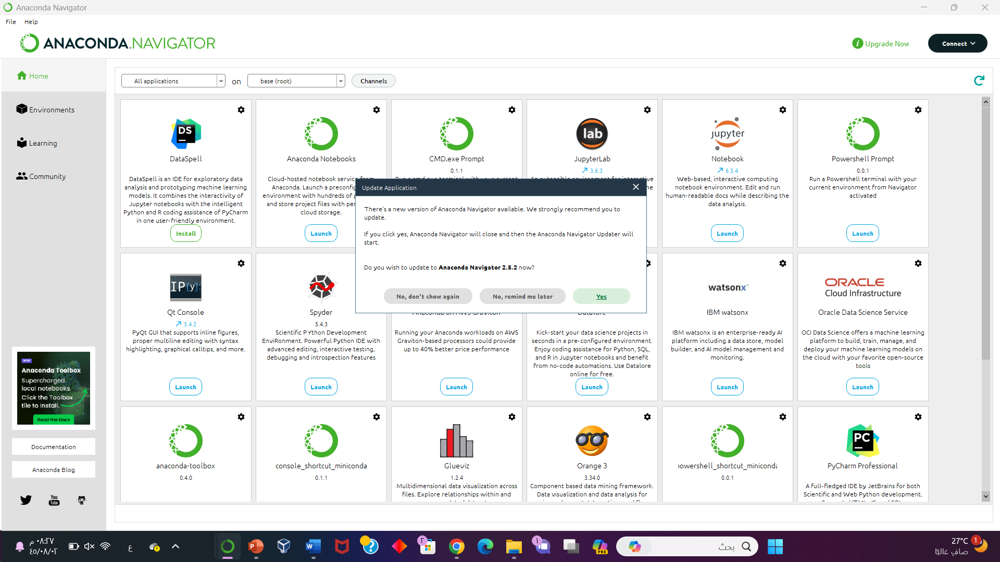 Anaconda Navigator
File Help
ANACONDA.NAVIGATOR
Upgrade Now
Connect
Home
Environments
Learning
Community
All applications
on
base (root)
Channels
DataSpell
DataSpell is an IDE for exploratory data
analysis and prototyping machine learning
models. It combines the interactivity of
Jupyter notebooks with the intelligent
Python and R coding assistance of PyCharm
in one user-friendly environment.
Install
Anaconda Notebooks
Cloud-hosted notebook service from
Anaconda. Launch a preconfig
environment with hundreds of p
and store project files with per
cloud storage.
Launch
CMD.exe Prompt
0.1.1
lab
JupyterLab
3.6.3
jupyter
Notebook
6.5.4
Web-based, interactive computing
notebook environment. Edit and run
human-readable docs while describing the
data analysis.
Launch
Powershell Prompt
0.0.1
Run a Powershell terminal with your
current environment from Navigator
activated
Launch
Update Application
There's a new version of Anaconda Navigator available. We strongly recommend you to
update.
If you click yes, Anaconda Navigator will close and then the Anaconda Navigator Updater will
start.
Do you wish to update to Anaconda Navigator 2.5.2 now?
No, don't show again
No, remind me later
Yes
IP[y]:
Qt Console
5.4.2
PyQt GUI that supports inline figures,
proper multiline editing with syntax
highlighting, graphical calltips, and more.
Launch
Spyder
5.4.3
Scientific PYthon Development
EnviRonment. Powerful Python IDE with
advanced editing, interactive testing,
debugging and introspection features
Launch
Anaconda on AWS Graviton
Running your Anaconda workloads on AWS
Graviton-based processors could provide
up to 40% better price performance
Launch
Datalore
Kick-start your data science projects in
seconds in a pre-configured environment.
Enjoy coding assistance for Python, SQL,
and R in Jupyter notebooks and benefit
from no-code automations. Use Datalore
online for free.
Launch
watsonx
IBM watsonx
IBM watsonx is an enterprise-ready AI
platform including a data store, model
builder, and AI model management and
monitoring.
Launch
ORACLE
Cloud Infrastructure
Oracle Data Science Service
OCI Data Science offers a machine learning
platform to build, train, manage, and
deploy your machine learning models on
the cloud with your favorite open-source
tools
Launch
NEW
Anaconda Toolbox
Supercharged
local notebooks.
Click the Toolbox
tile to install.
Read the Docs
Documentation
Anaconda Blog
You
Tube
anaconda-toolbox
0.4.0
console_shortcut_miniconda
0.1.1
Glueviz
1.2.4
Multidimensional data visualization across
files. Explore relationships within and
Orange 3
3.34.0
Component based data mining framework.
Data visualization and data analysis for
powershell_shortcut_miniconda
0.0.1
PC
PyCharm Professional
A full-fledged IDE by JetBrains for both
Scientific and Web Python development.
٠٨:٢٧ م
٤٥/٠٨/٠٢
ع
PRE
بحث
27°C
صافٍ غالبًا
1